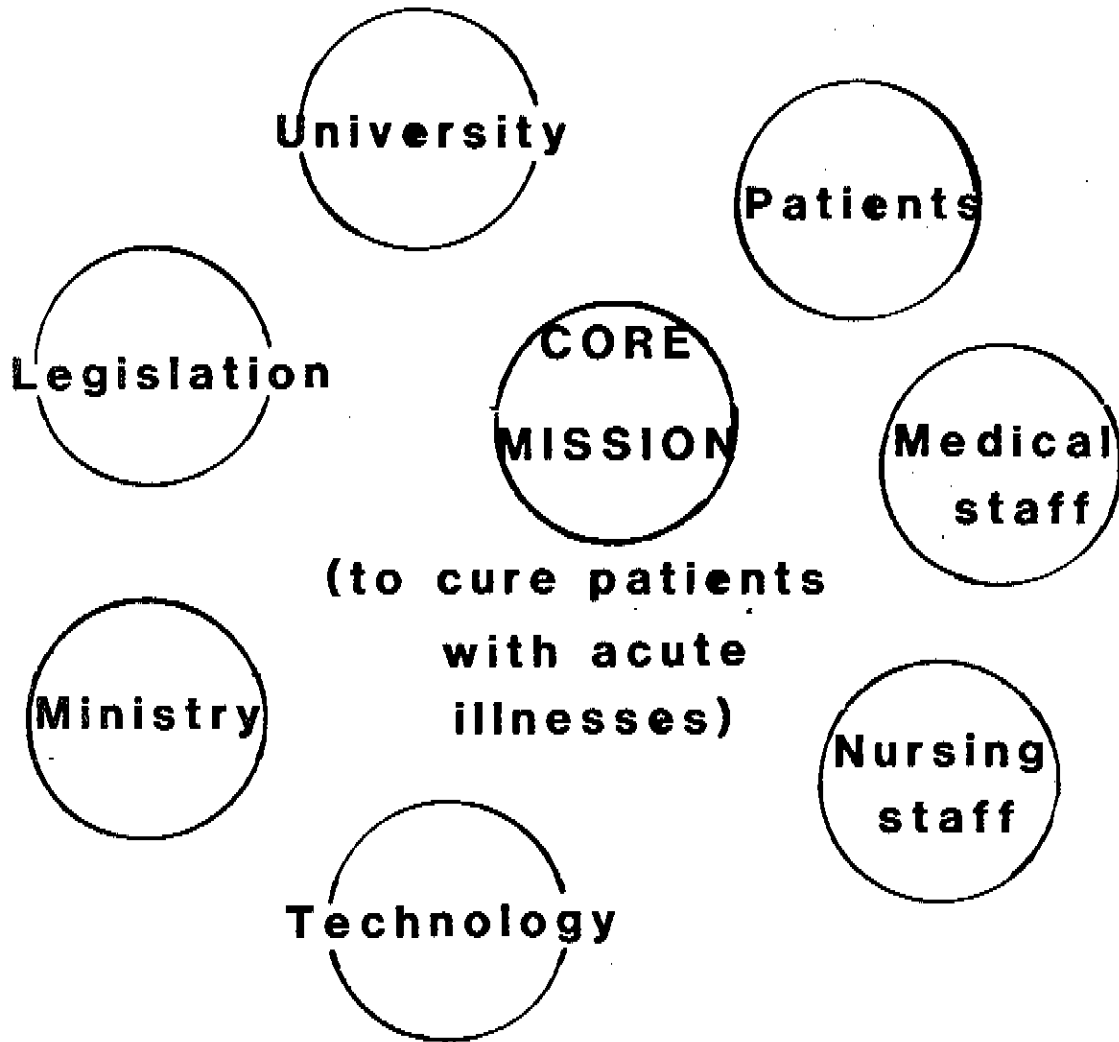 University
Patients
Legislation
CORE
MISSION
Medical
staff
(to cure patients
with acute
illnesses)
Ministry
Nursing
staff
Technology